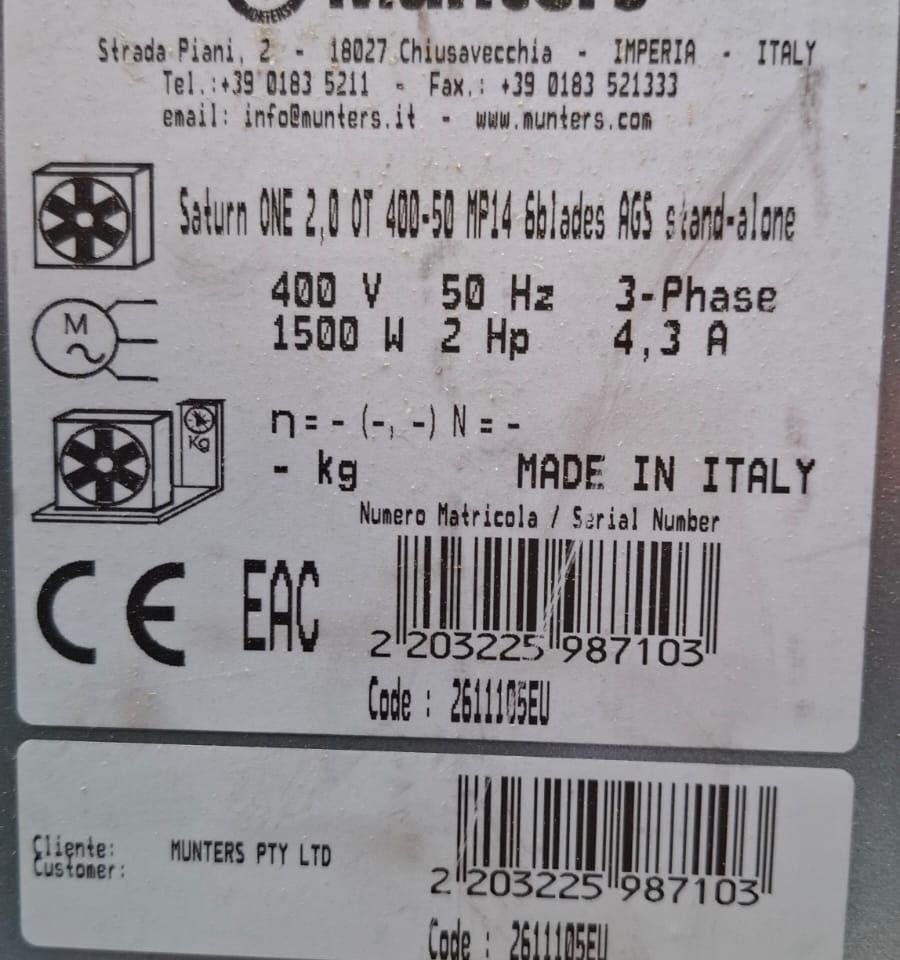 MUNTERS
Munters
Strada Piani, 2 - 18027 Chiusavecchia - IMPERIA - ITALY
Tel.:+39 0183 5211 - Fax.: +39 0183 521333
email: info@munters.it - www.munters.com
Saturn ONE 2,0 OT 400-50 MP14 6blades AGS stand-alone
400 V 50 Hz 3-Phase
M
1500 W 2 Hp 4,3 A
η = - (-, -) N = -
Kg
- kg MADE IN ITALY
Numero Matricola / Serial Number
CE EAC
2 203225 987103
Code : 2611105EU
Cliente: MUNTERS PTY LTD
Customer:
2 203225 987103
Code : 2611105EU